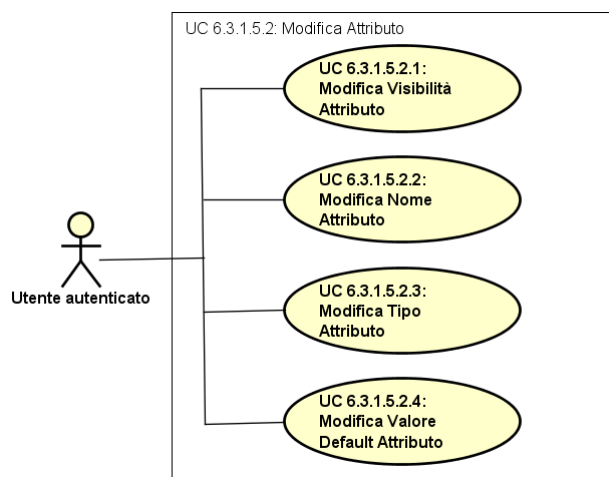 UC 6.3.1.5.2: Modifica Attributo
UC 6.3.1.5.2.1:
Modifica Visibilità
Attributo
UC 6.3.1.5.2.2:
Modifica Nome
Attributo
Utente autenticato
UC 6.3.1.5.2.3:
Modifica Tipo
Attributo
UC 6.3.1.5.2.4:
Modifica Valore
Default Attributo